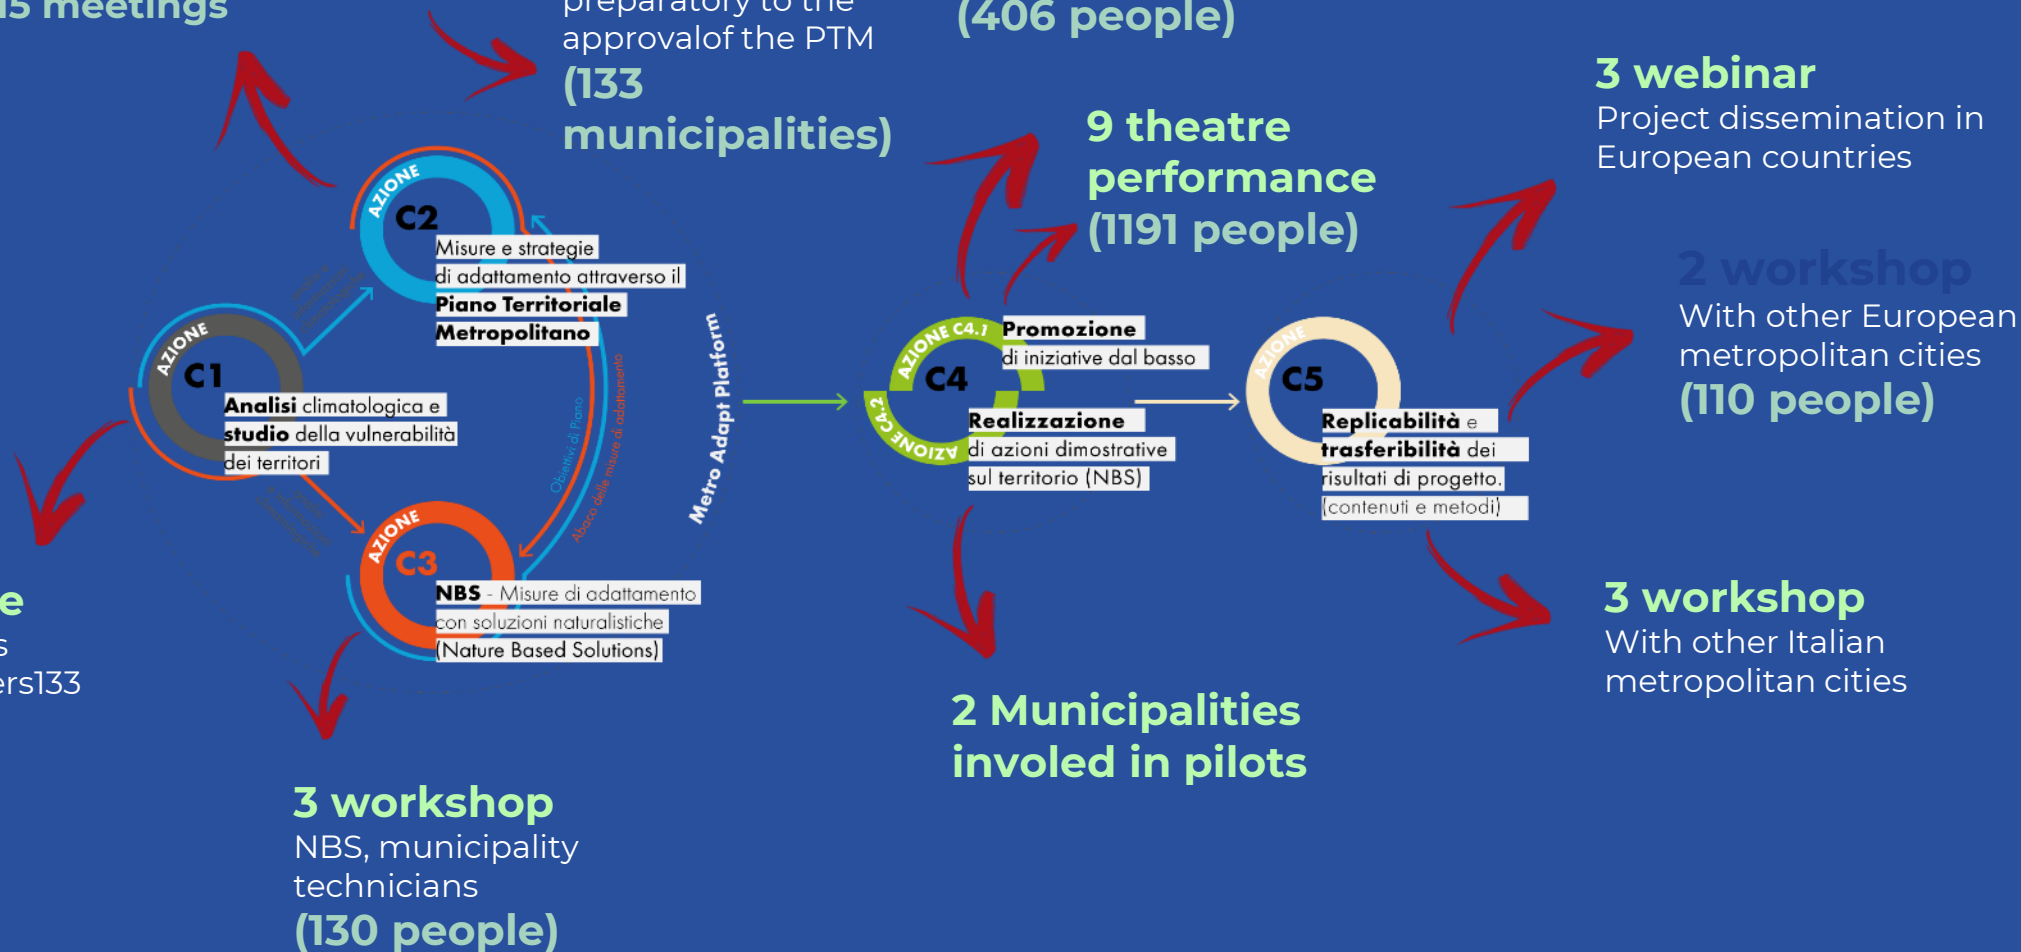 15 meetings
preparatory to the
approvalof the PTM
(133
municipalities)
(406 people)
9 theatre
performance
(1191 people)
3 webinar
Project dissemination in
European countries
2 workshop
With other European
metropolitan cities
(110 people)
AZIONE
C2
Misure e strategie
di adattamento attraverso il
Piano Territoriale
Metropolitano
AZIONE
C1
Analisi climatologica e
studio della vulnerabilità
dei territori
Obiettivi di Piano
Abaco delle misure di adattamento
Metro Adapt Platform
AZIONE C4.1
C4
AZIONE C4.2
Promozione
di iniziative dal basso
Realizzazione
di azioni dimostrative
sul territorio (NBS)
AZIONE
C5
Replicabilità e
trasferibilità dei
risultati di progetto.
(contenuti e metodi)
AZIONE
C3
NBS - Misure di adattamento
con soluzioni naturalistiche
(Nature Based Solutions)
e
s
ers133
3 workshop
NBS, municipality
technicians
(130 people)
2 Municipalities
involed in pilots
3 workshop
With other Italian
metropolitan cities